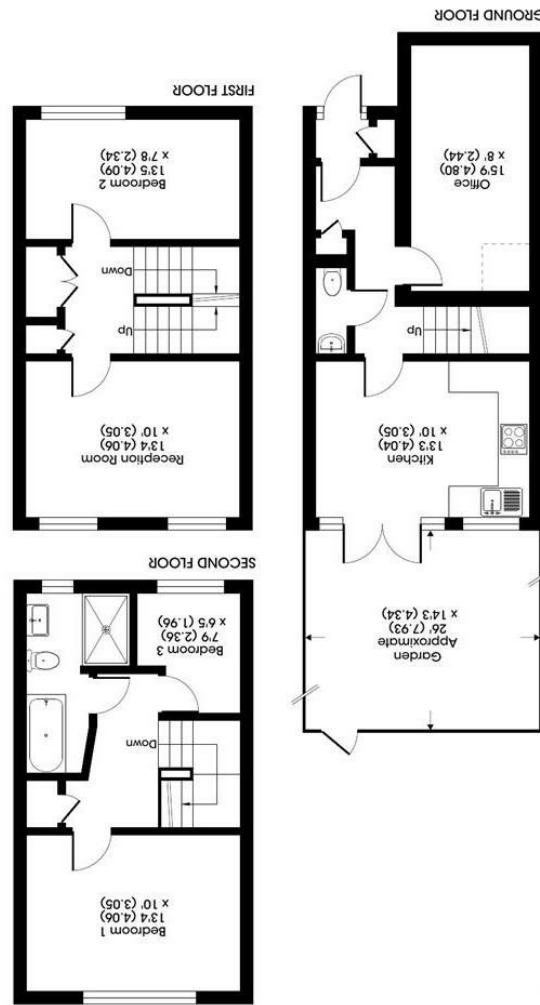 GROUND FLOOR
Office
15'9 (4.80)
x 8' (2.44)
Up
Kitchen
13'3 (4.04)
x 10' (3.05)
Garden
Approximate
26' (7.93)
x 14'3 (4.34)
FIRST FLOOR
Bedroom 2
13'5 (4.09)
x 7'8 (2.34)
Down
Up
Reception Room
13'4 (4.06)
x 10' (3.05)
SECOND FLOOR
Bedroom 3
7'9 (2.36)
x 6'5 (1.96)
Down
Bedroom 1
13'4 (4.06)
x 10' (3.05)